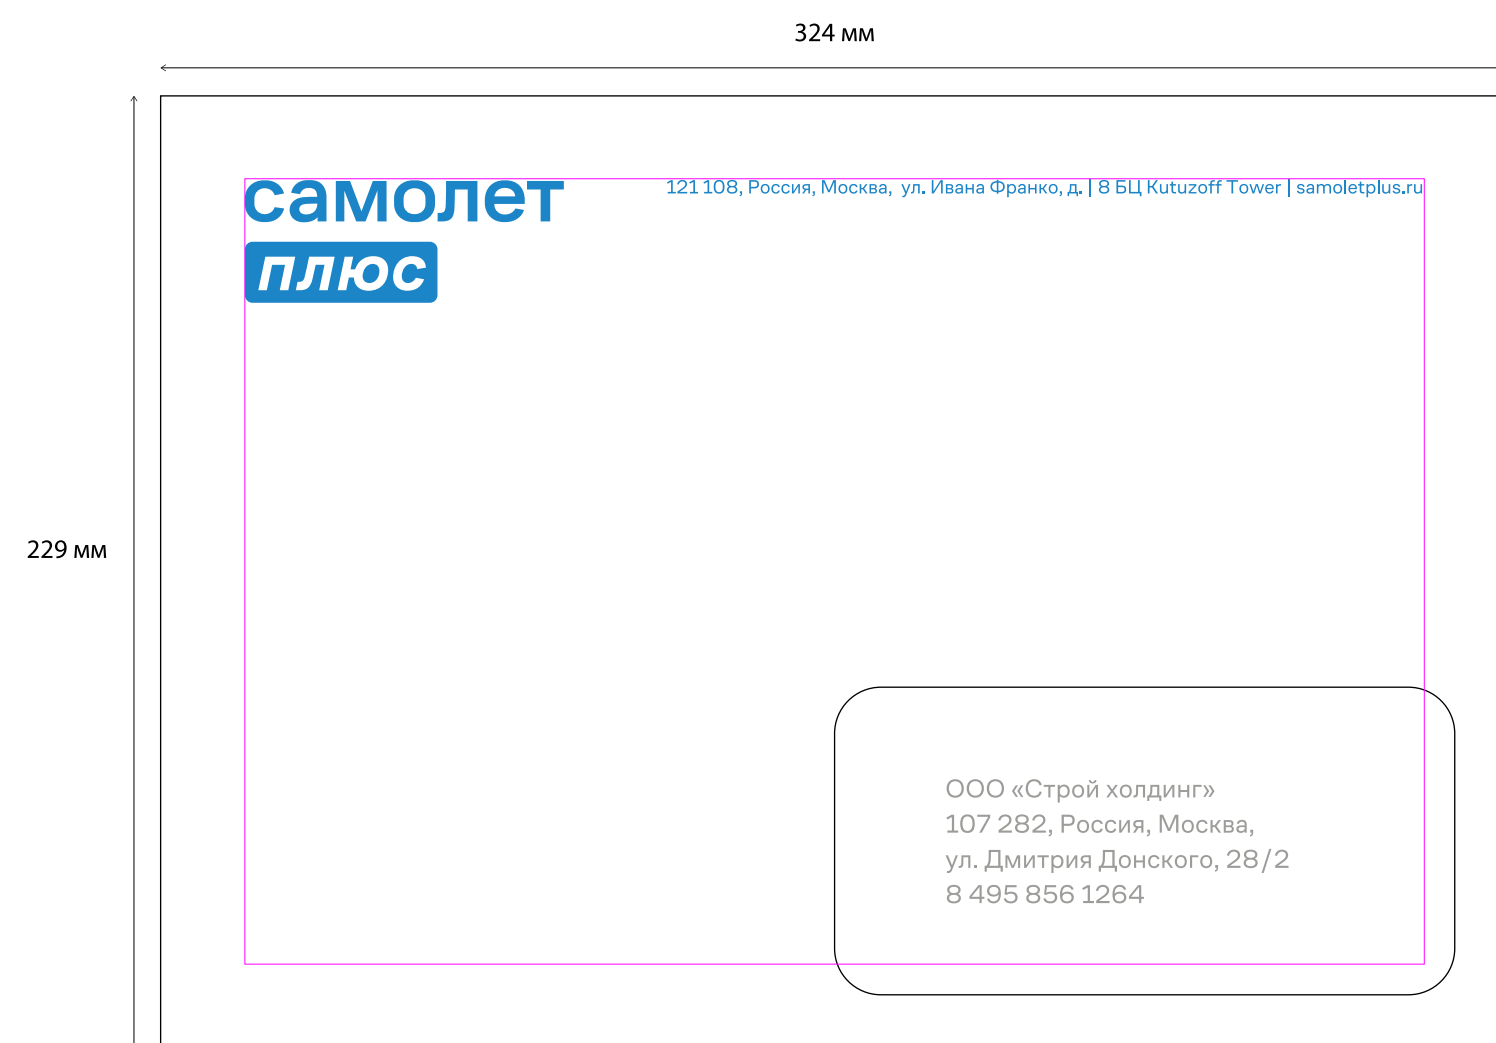 324 мм
самолет
плюс
121 108, Россия, Москва, ул. Ивана Франко, д. | 8 БЦ Kutuzoff Tower | samoletplus.ru
229 мм
ООО «Строй холдинг»
107 282, Россия, Москва,
ул. Дмитрия Донского, 28/2
8 495 856 1264